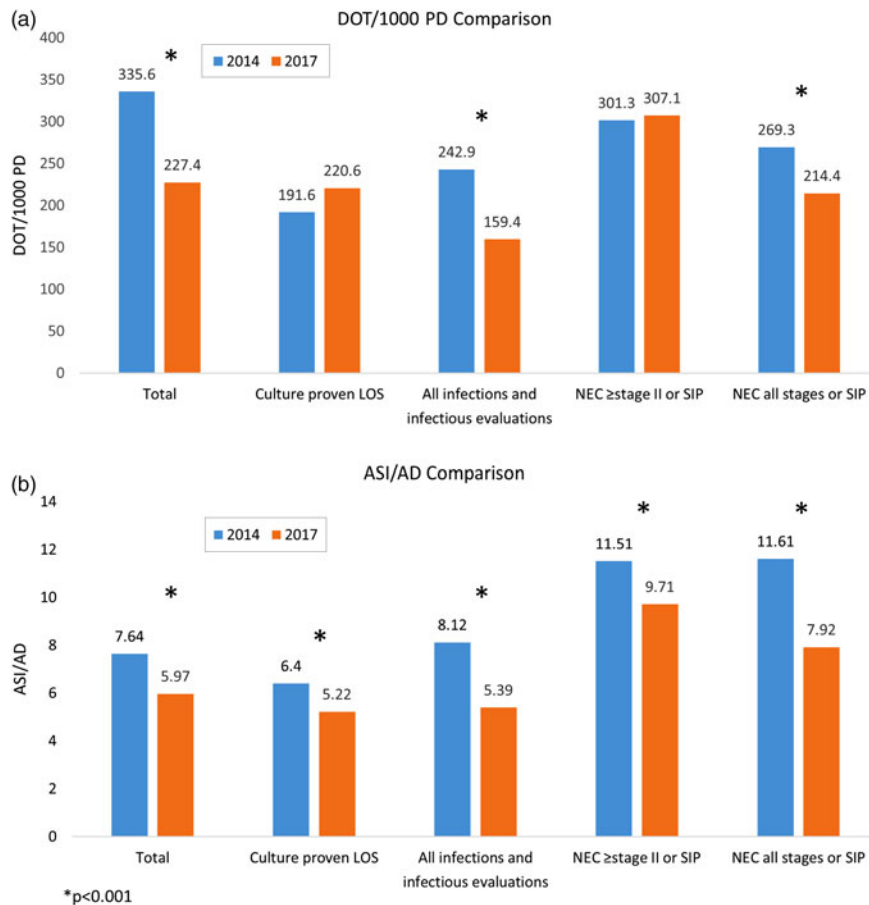 (a)
DOT/1000 PD Comparison
400
350
300
250
200
150
100
50
0
DOT/1000 PD
2014 2017
*
335.6
227.4
191.6
220.6
*
242.9
159.4
301.3
307.1
*
269.3
214.4
Total
Culture proven LOS
All infections and
infectious evaluations
NEC ≥stage II or SIP
NEC all stages or SIP
(b)
ASI/AD Comparison
14
12
10
8
6
4
2
0
ASI/AD
2014 2017
*
7.64
5.97
*
6.4
5.22
*
8.12
5.39
*
11.51
9.71
*
11.61
7.92
Total
Culture proven LOS
All infections and
infectious evaluations
NEC ≥stage II or SIP
NEC all stages or SIP
*p<0.001